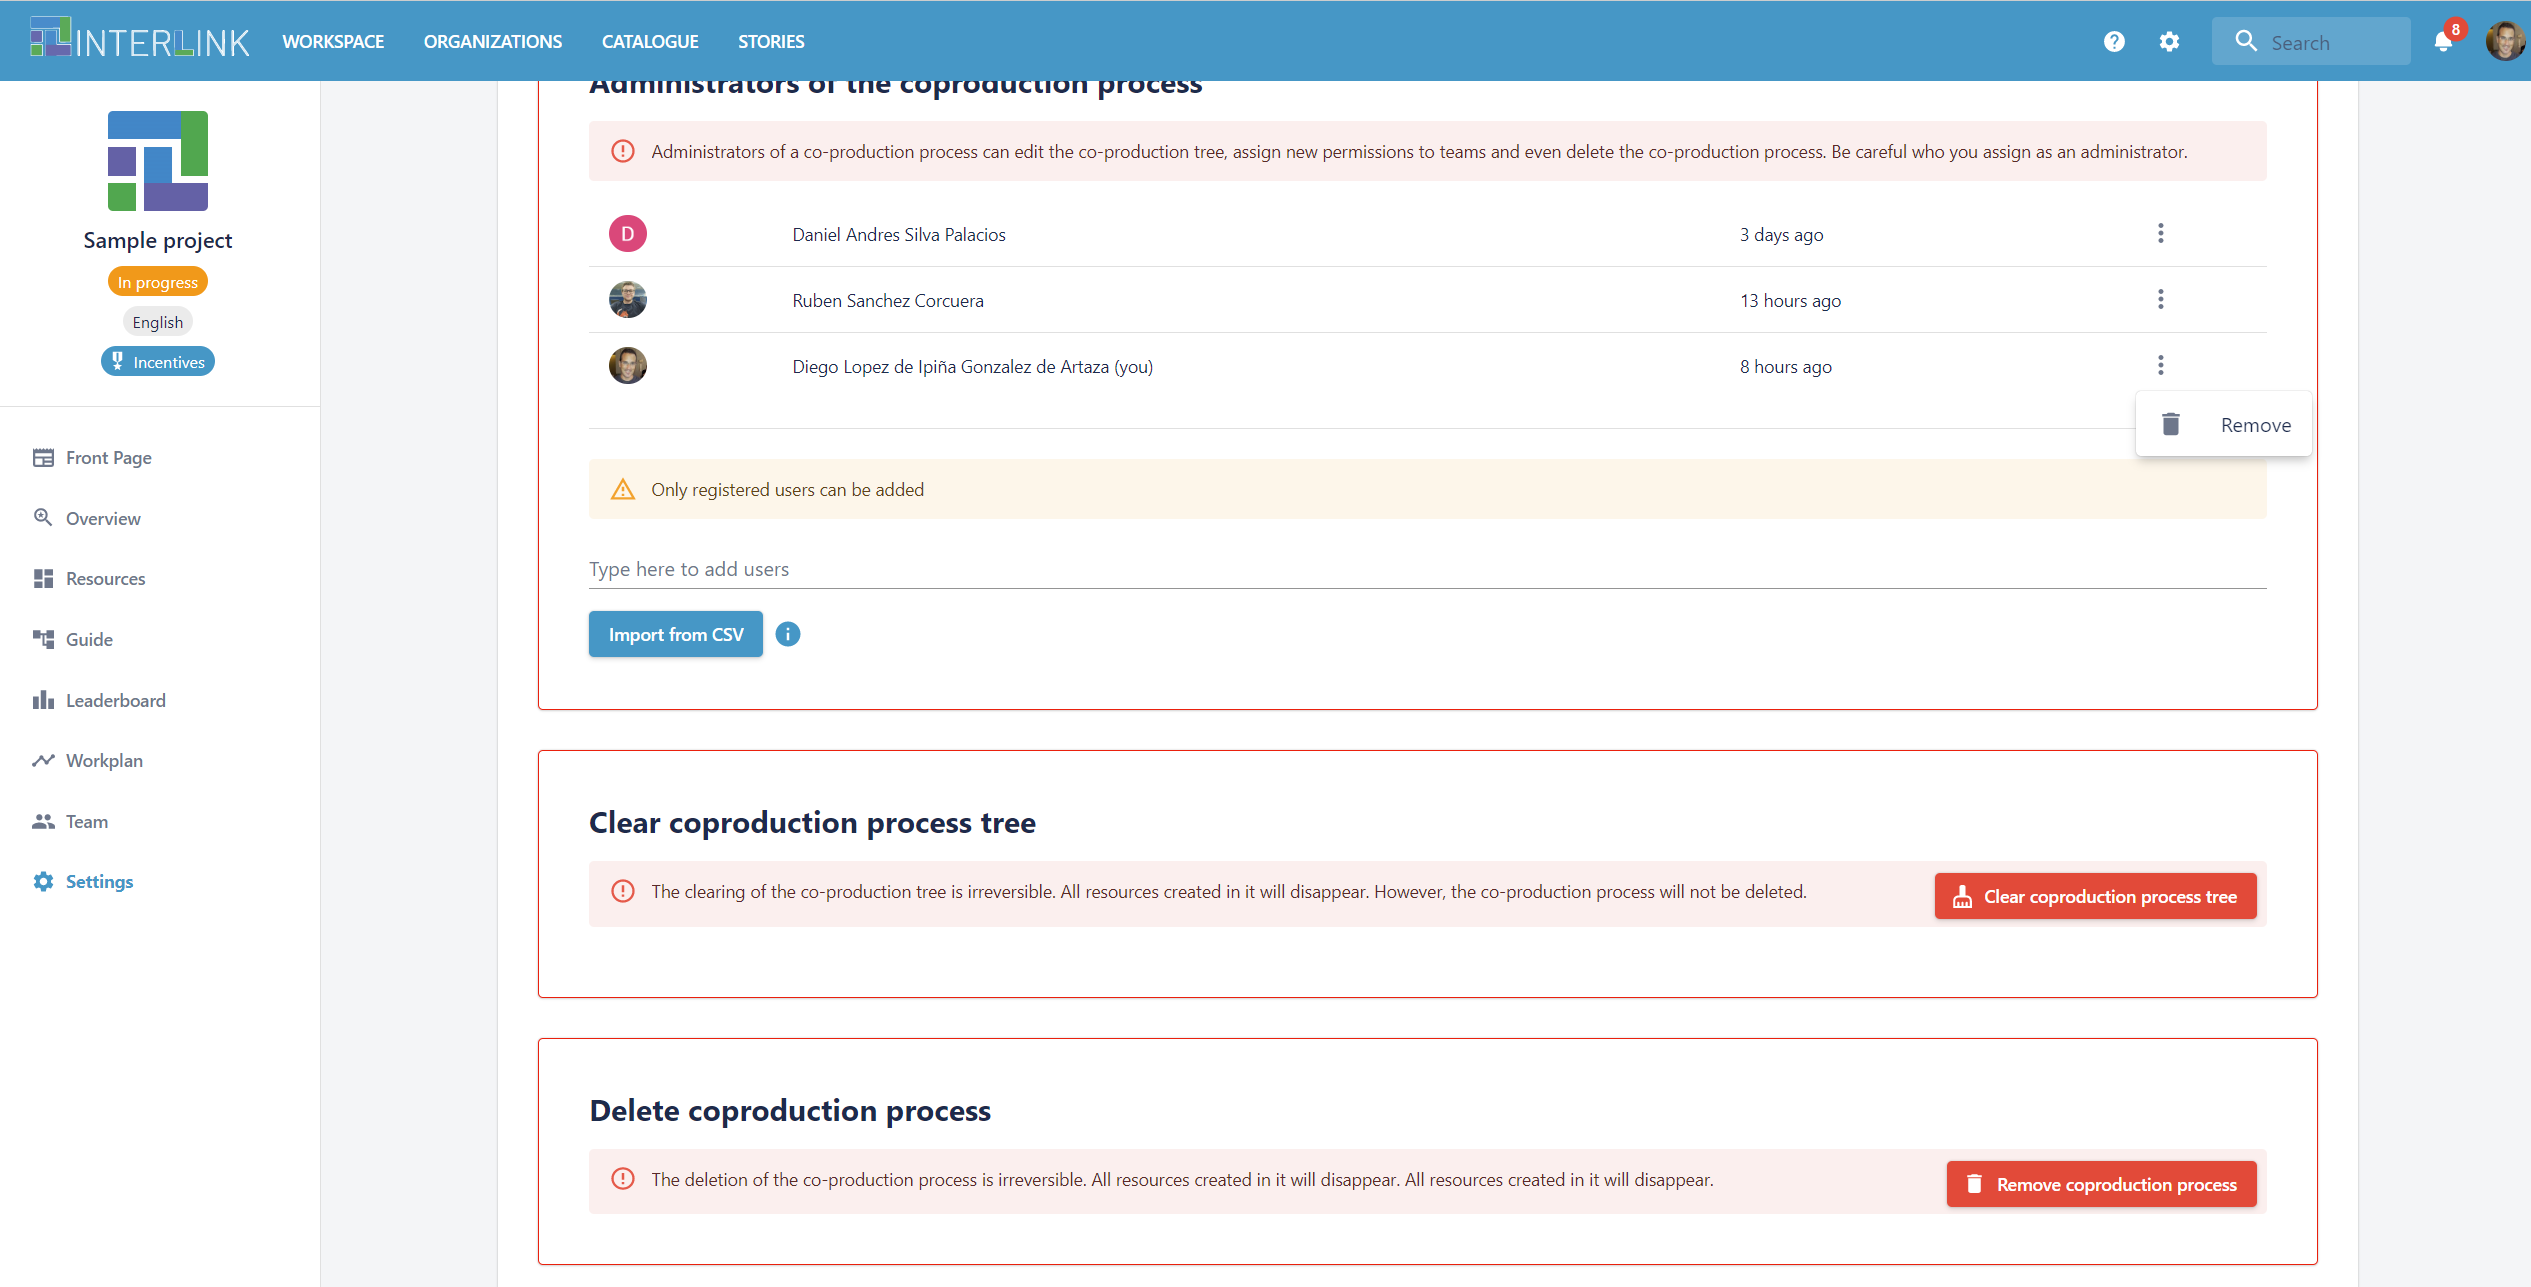 INTERLINK WORKSPACE ORGANIZATIONS CATALOGUE STORIES Search 8
Sample project
In progress
English
Incentives
Front Page
Overview
Resources
Guide
Leaderboard
Workplan
Team
Settings
Administrators of the coproduction process
Administrators of a co-production process can edit the co-production tree, assign new permissions to teams and even delete the co-production process. Be careful who you assign as an administrator.
D Daniel Andres Silva Palacios 3 days ago
Ruben Sanchez Corcuera 13 hours ago
Diego Lopez de Ipiña Gonzalez de Artaza (you) 8 hours ago
Remove
Only registered users can be added
Type here to add users
Import from CSV
Clear coproduction process tree
The clearing of the co-production tree is irreversible. All resources created in it will disappear. However, the co-production process will not be deleted.
Clear coproduction process tree
Delete coproduction process
The deletion of the co-production process is irreversible. All resources created in it will disappear. All resources created in it will disappear.
Remove coproduction process